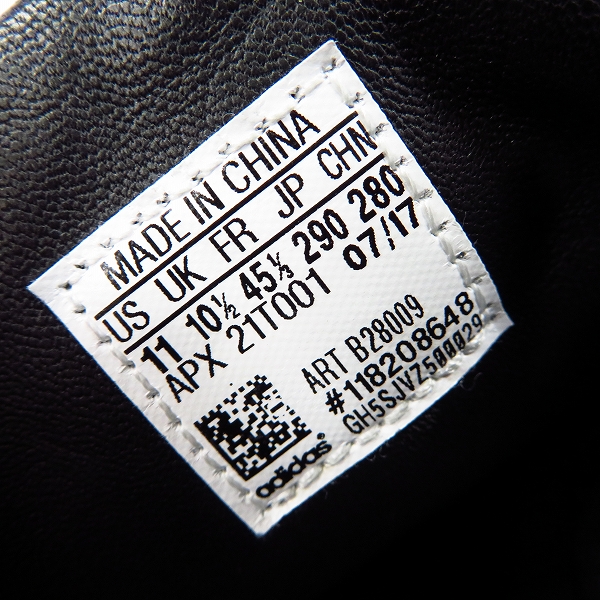 MADE IN CHINA
US UK FR JP CHN
11 10½ 45⅓ 290 280
APX 21T001 07/17
ART B28009
#118208648
GH5SJVZ500029
adidas®